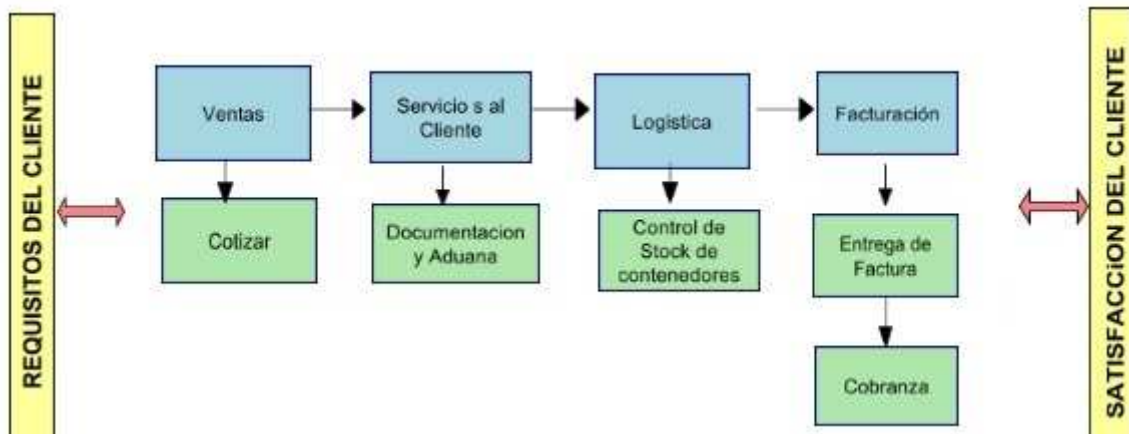 REQUISITOS DEL CLIENTE
Ventas
Servicio s al
Cliente
Logistica
Facturación
Cotizar
Documentacion
y Aduana
Control de
Stock de
contenedores
Entrega de
Factura
Cobranza
SATISFACCiON DEL CLIENTE